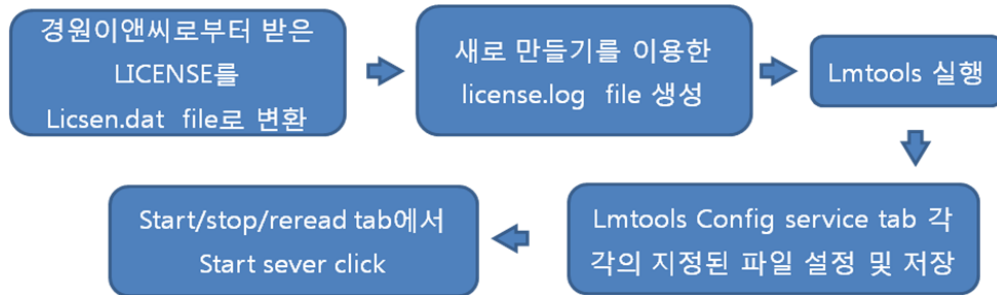 경원이앤씨로부터 받은
LICENSE를
Licsen.dat file로 변환
새로 만들기를 이용한
license.log file 생성
Lmtools 실행
Lmtools Config service tab 각
각의 지정된 파일 설정 및 저장
Start/stop/reread tab에서
Start sever click